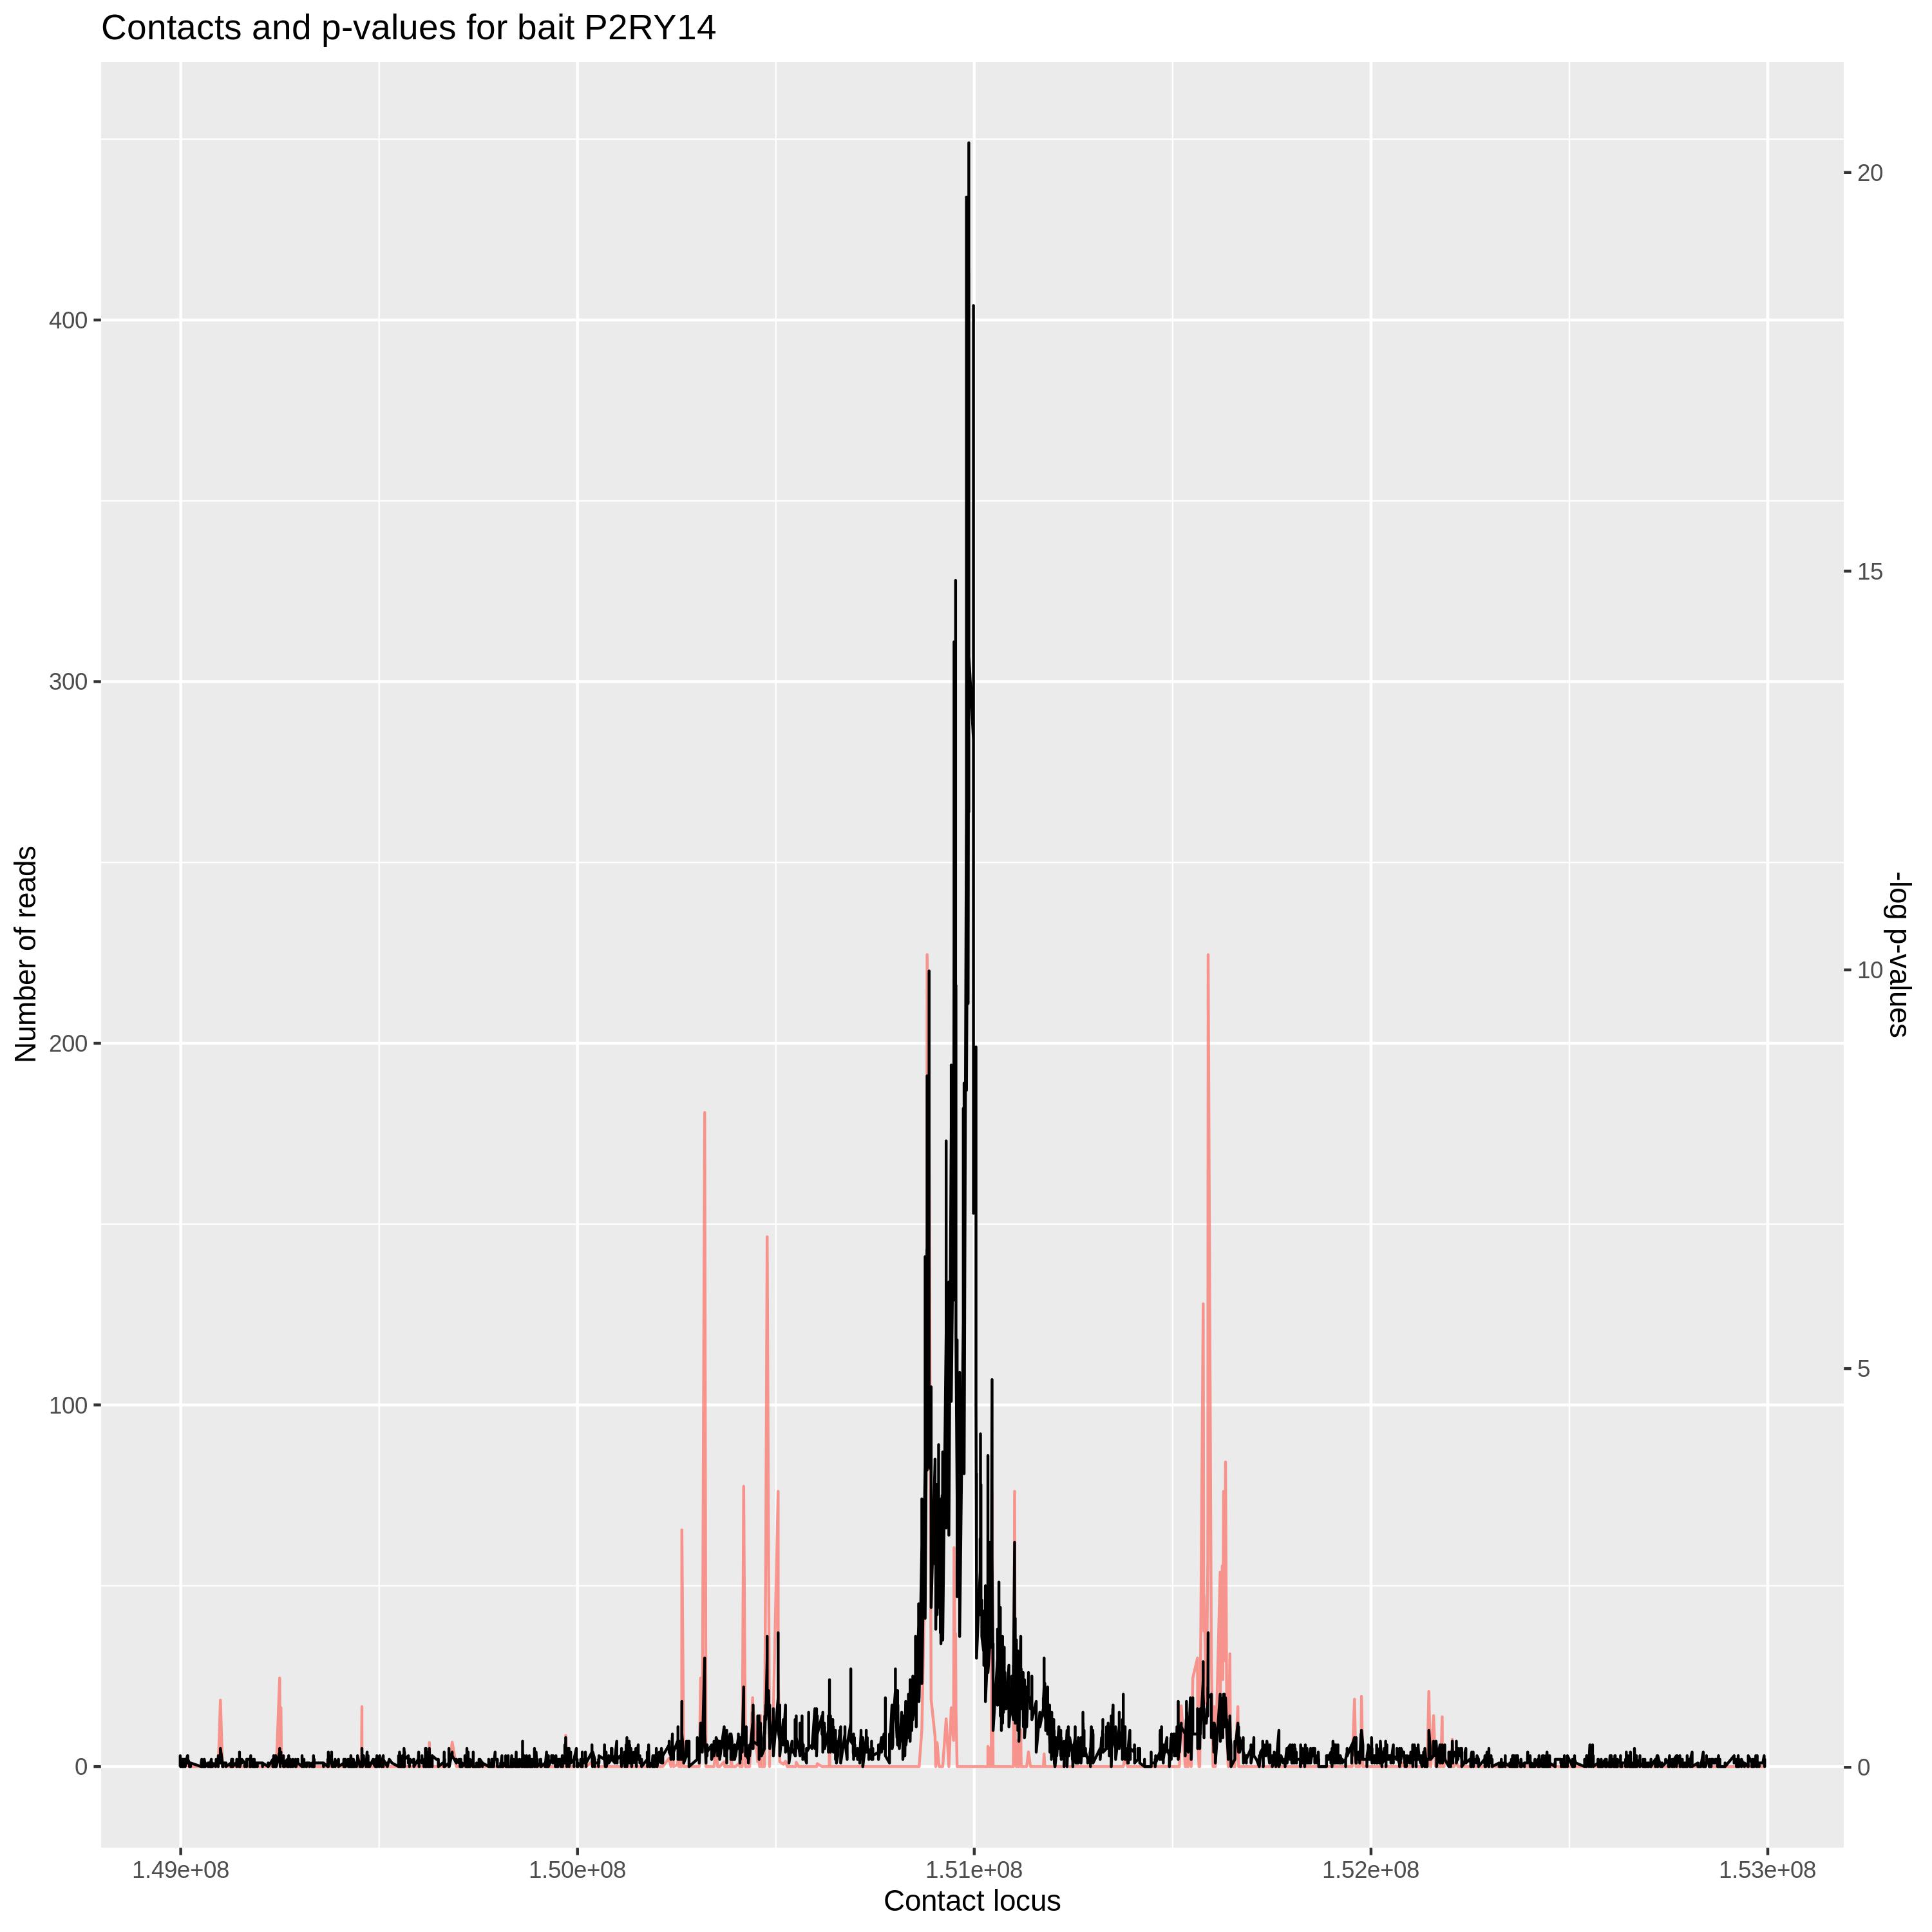 Contacts and p-values for bait P2RY14
400
300
200
100
0
Number of reads
20
15
10
5
0
-log p-values
1.49e+08 1.50e+08 1.51e+08 1.52e+08 1.53e+08
Contact locus